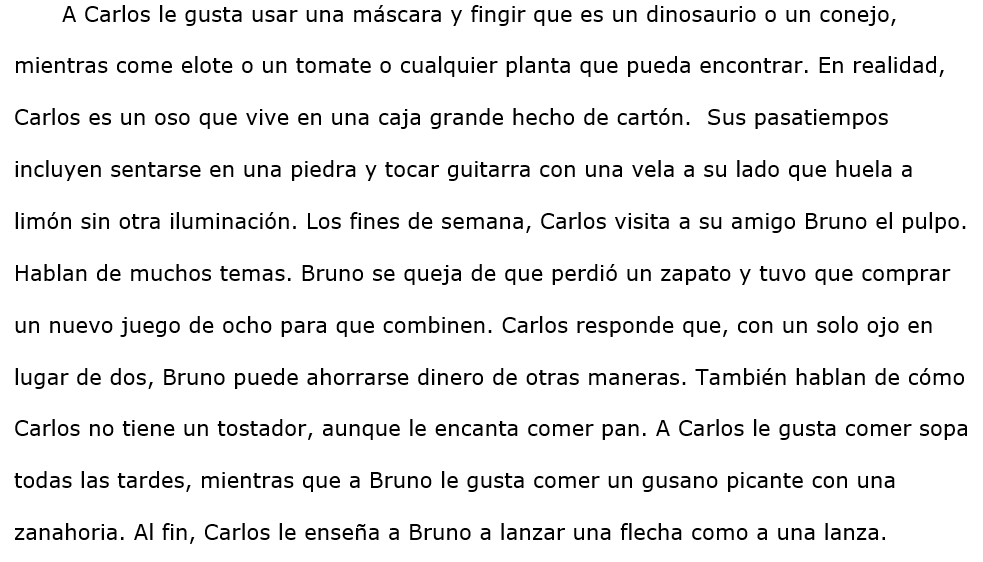 A Carlos le gusta usar una máscara y fingir que es un dinosaurio o un conejo,
mientras come elote o un tomate o cualquier planta que pueda encontrar. En realidad,
Carlos es un oso que vive en una caja grande hecho de cartón.  Sus pasatiempos
incluyen sentarse en una piedra y tocar guitarra con una vela a su lado que huela a
limón sin otra iluminación. Los fines de semana, Carlos visita a su amigo Bruno el pulpo.
Hablan de muchos temas. Bruno se queja de que perdió un zapato y tuvo que comprar
un nuevo juego de ocho para que combinen. Carlos responde que, con un solo ojo en
lugar de dos, Bruno puede ahorrarse dinero de otras maneras. También hablan de cómo
Carlos no tiene un tostador, aunque le encanta comer pan. A Carlos le gusta comer sopa
todas las tardes, mientras que a Bruno le gusta comer un gusano picante con una
zanahoria. Al fin, Carlos le enseña a Bruno a lanzar una flecha como a una lanza.